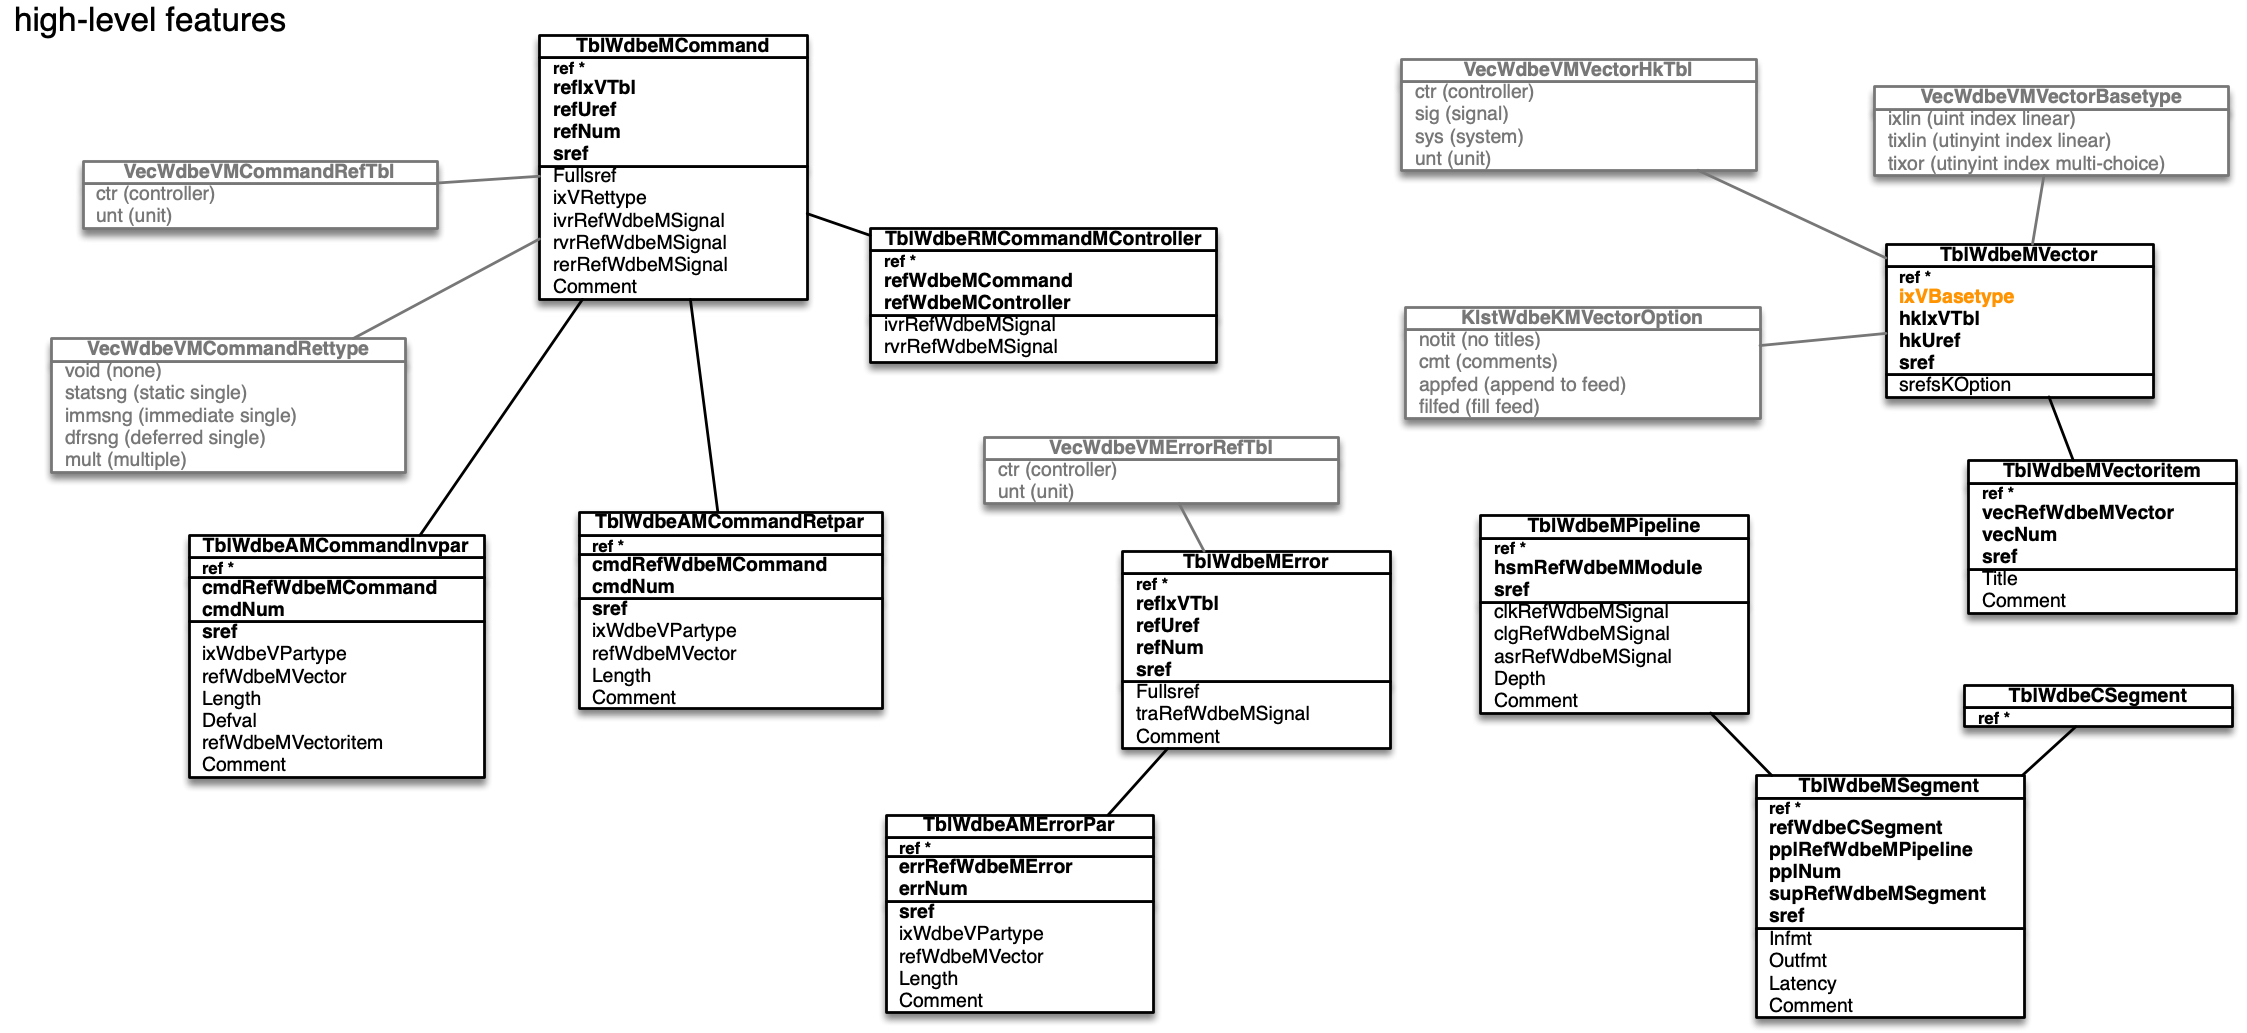 high-level features
TblWdbeMCommand
ref *
refIxVTbl
refUref
refNum
sref
Fullsref
ixVRettype
ivrRefWdbeMSignal
rvrRefWdbeMSignal
rerRefWdbeMSignal
Comment
VecWdbeVMCommandRefTbl
ctr (controller)
unt (unit)
VecWdbeVMCommandRettype
void (none)
statsng (static single)
immsng (immediate single)
dfrsng (deferred single)
mult (multiple)
TblWdbeRMCommandMController
ref *
refWdbeMCommand
refWdbeMController
ivrRefWdbeMSignal
rvrRefWdbeMSignal
TblWdbeAMCommandInvpar
ref *
cmdRefWdbeMCommand
cmdNum
sref
ixWdbeVPartype
refWdbeMVector
Length
Defval
refWdbeMVectoritem
Comment
TblWdbeAMCommandRetpar
ref *
cmdRefWdbeMCommand
cmdNum
sref
ixWdbeVPartype
refWdbeMVector
Length
Comment
VecWdbeVMErrorRefTbl
ctr (controller)
unt (unit)
TblWdbeMError
ref *
refIxVTbl
refUref
refNum
sref
Fullsref
traRefWdbeMSignal
Comment
TblWdbeAMErrorPar
ref *
errRefWdbeMError
errNum
sref
ixWdbeVPartype
refWdbeMVector
Length
Comment
VecWdbeVMVectorHkTbl
ctr (controller)
sig (signal)
sys (system)
unt (unit)
VecWdbeVMVectorBasetype
ixlin (uint index linear)
tixlin (utinyint index linear)
tixor (utinyint index multi-choice)
KlstWdbeKMVectorOption
notit (no titles)
cmt (comments)
appfed (append to feed)
filfed (fill feed)
TblWdbeMVector
ref *
ixVBasetype
hkIxVTbl
hkUref
sref
srefsKOption
TblWdbeMVectoritem
ref *
vecRefWdbeMVector
vecNum
sref
Title
Comment
TblWdbeMPipeline
ref *
hsmRefWdbeMModule
sref
clkRefWdbeMSignal
clgRefWdbeMSignal
asrRefWdbeMSignal
Depth
Comment
TblWdbeCSegment
ref *
TblWdbeMSegment
ref *
refWdbeCSegment
pplRefWdbeMPipeline
pplNum
supRefWdbeMSegment
sref
Infmt
Outfmt
Latency
Comment